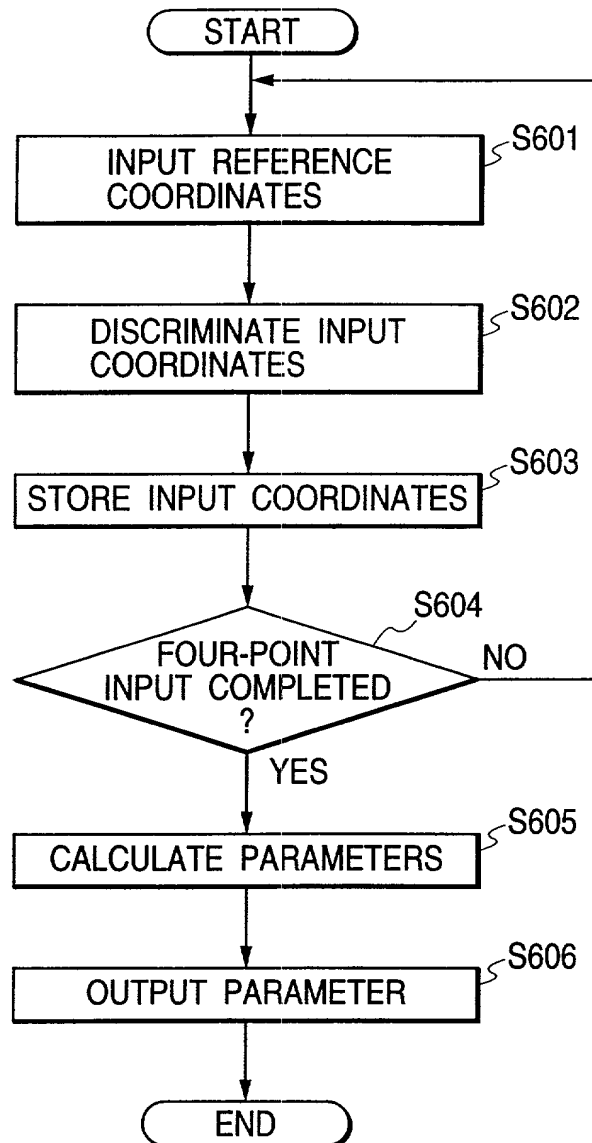 START
S601
INPUT REFERENCE
COORDINATES
S602
DISCRIMINATE INPUT
COORDINATES
S603
STORE INPUT COORDINATES
S604
FOUR-POINT
INPUT COMPLETED
?
NO
YES
S605
CALCULATE PARAMETERS
S606
OUTPUT PARAMETER
END